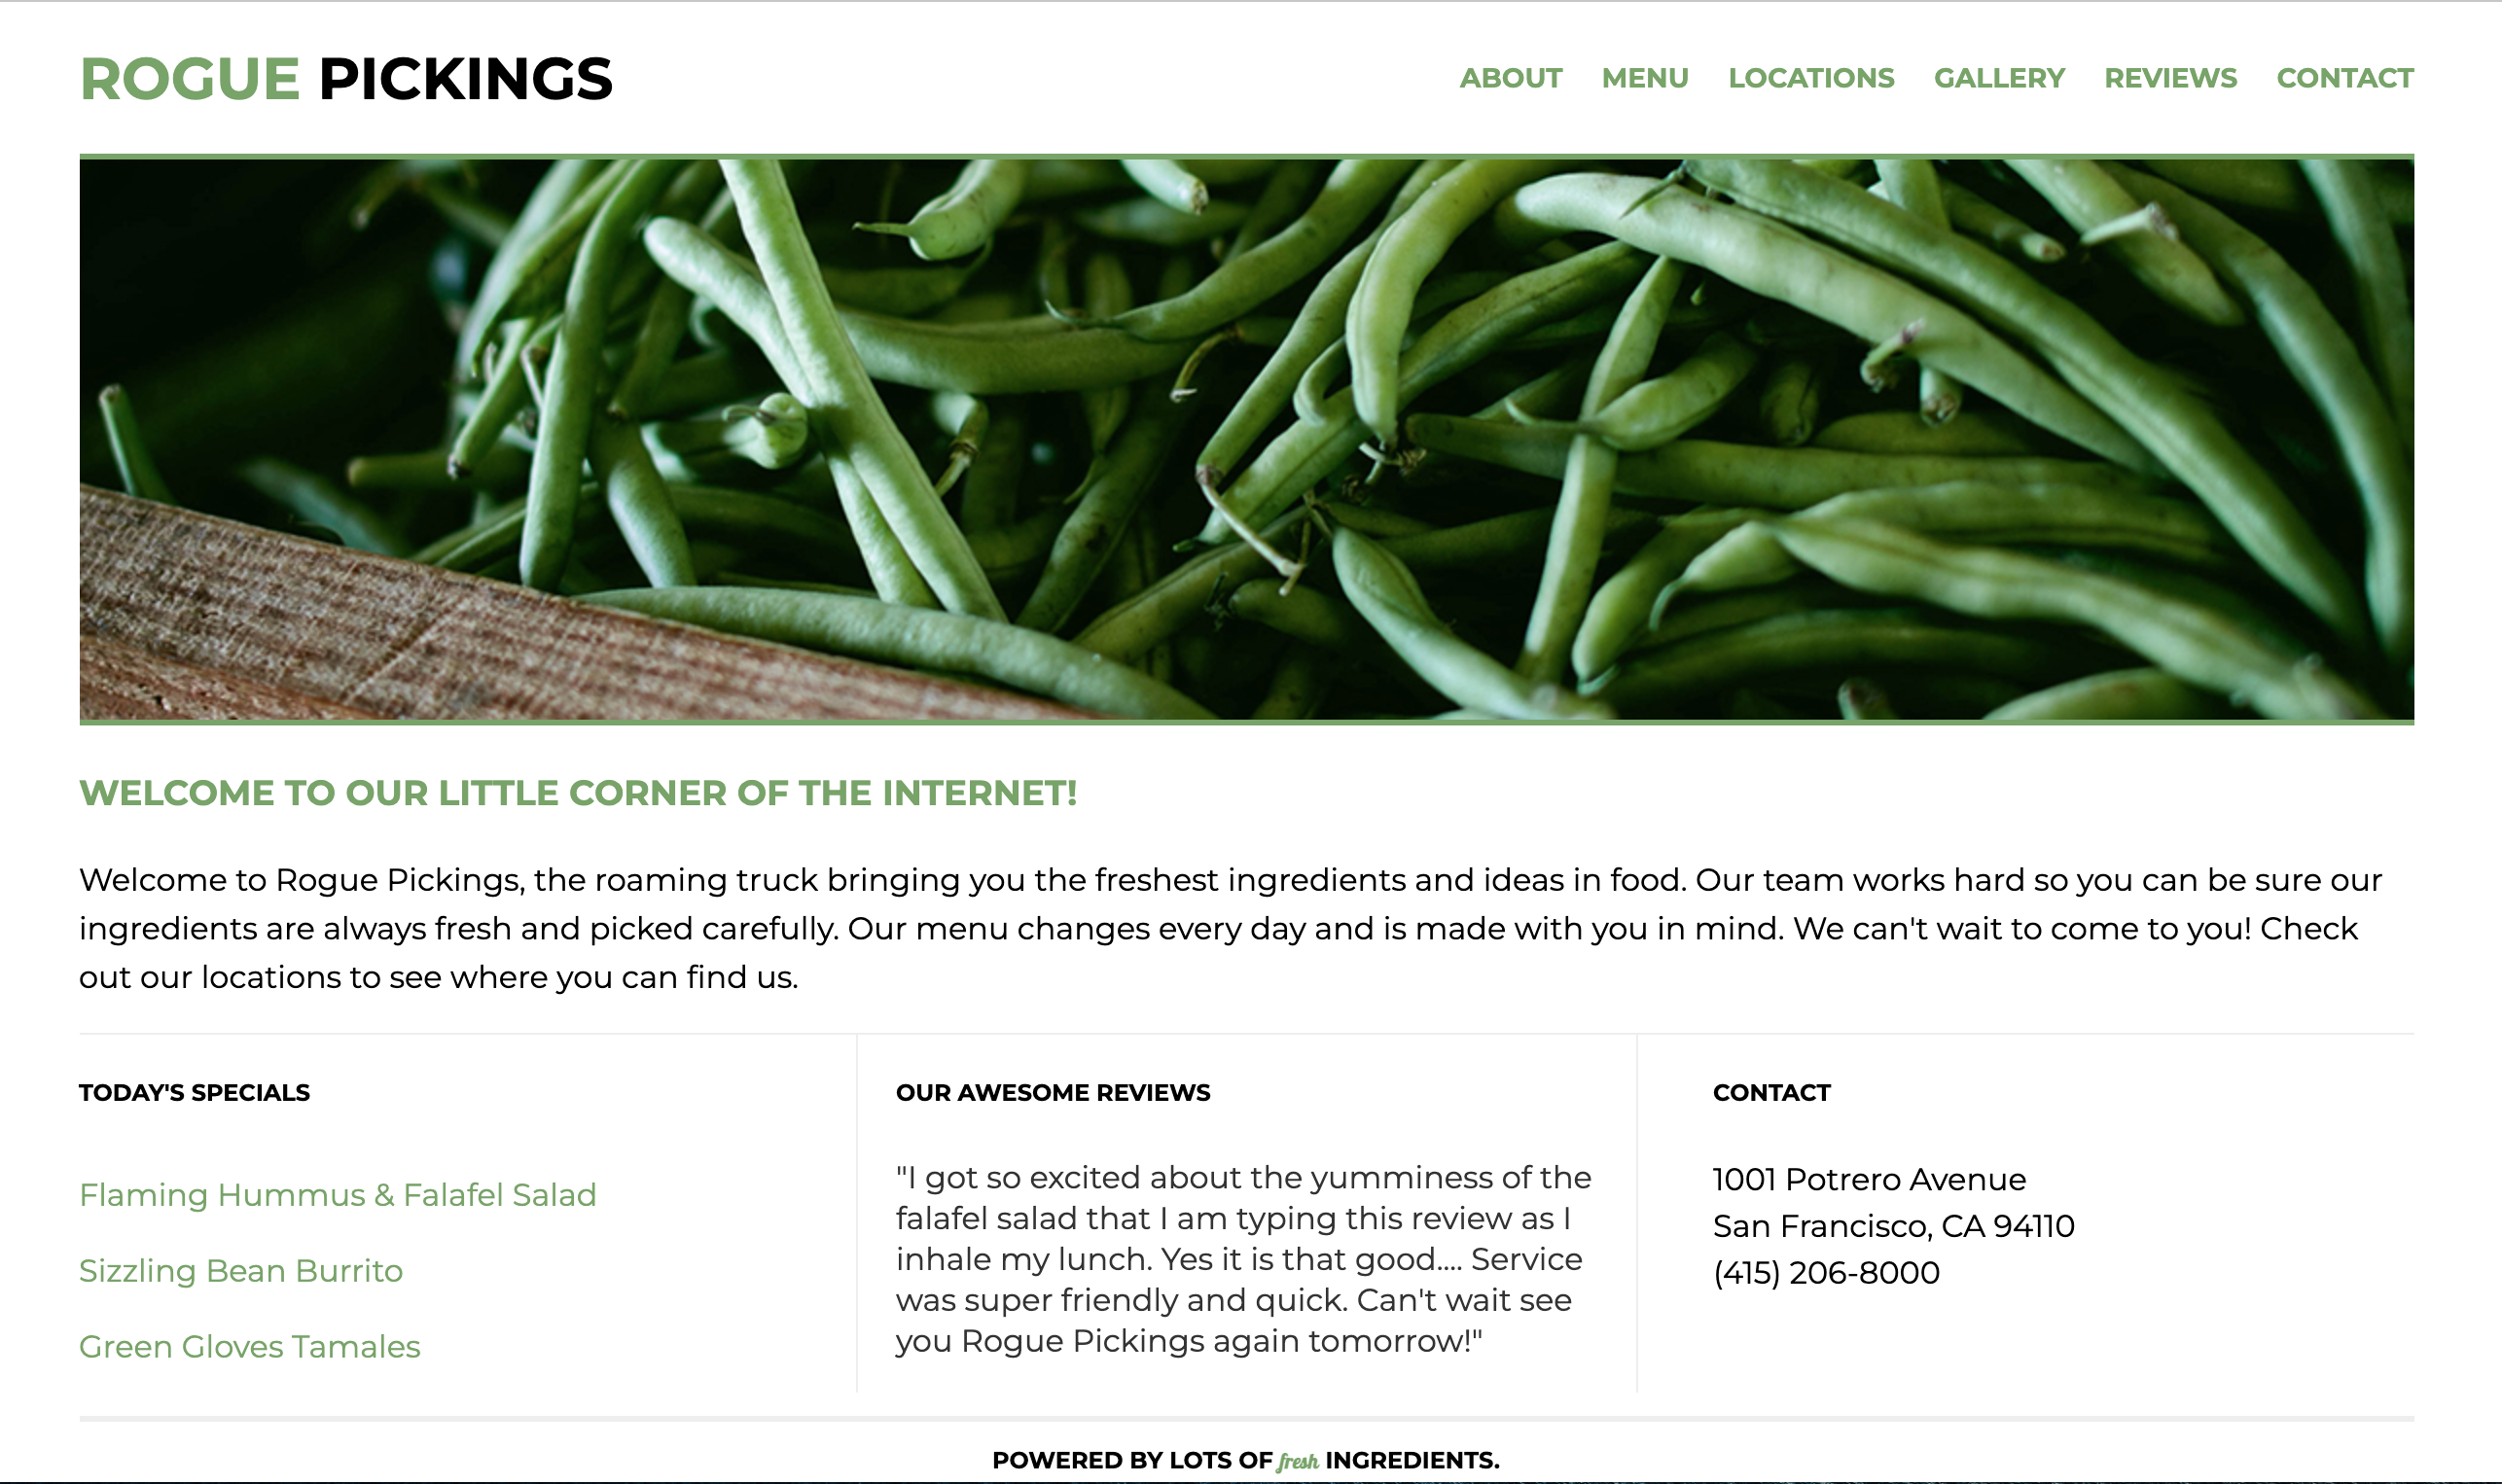 ROGUE PICKINGS
ABOUT MENU LOCATIONS GALLERY REVIEWS CONTACT
WELCOME TO OUR LITTLE CORNER OF THE INTERNET!
Welcome to Rogue Pickings, the roaming truck bringing you the freshest ingredients and ideas in food. Our team works hard so you can be sure our
ingredients are always fresh and picked carefully. Our menu changes every day and is made with you in mind. We can't wait to come to you! Check
out our locations to see where you can find us.
TODAY'S SPECIALS
Flaming Hummus & Falafel Salad
Sizzling Bean Burrito
Green Gloves Tamales
OUR AWESOME REVIEWS
"I got so excited about the yumminess of the
falafel salad that I am typing this review as I
inhale my lunch. Yes it is that good.... Service
was super friendly and quick. Can't wait see
you Rogue Pickings again tomorrow!"
CONTACT
1001 Potrero Avenue
San Francisco, CA 94110
(415) 206-8000
POWERED BY LOTS OF fresh INGREDIENTS.